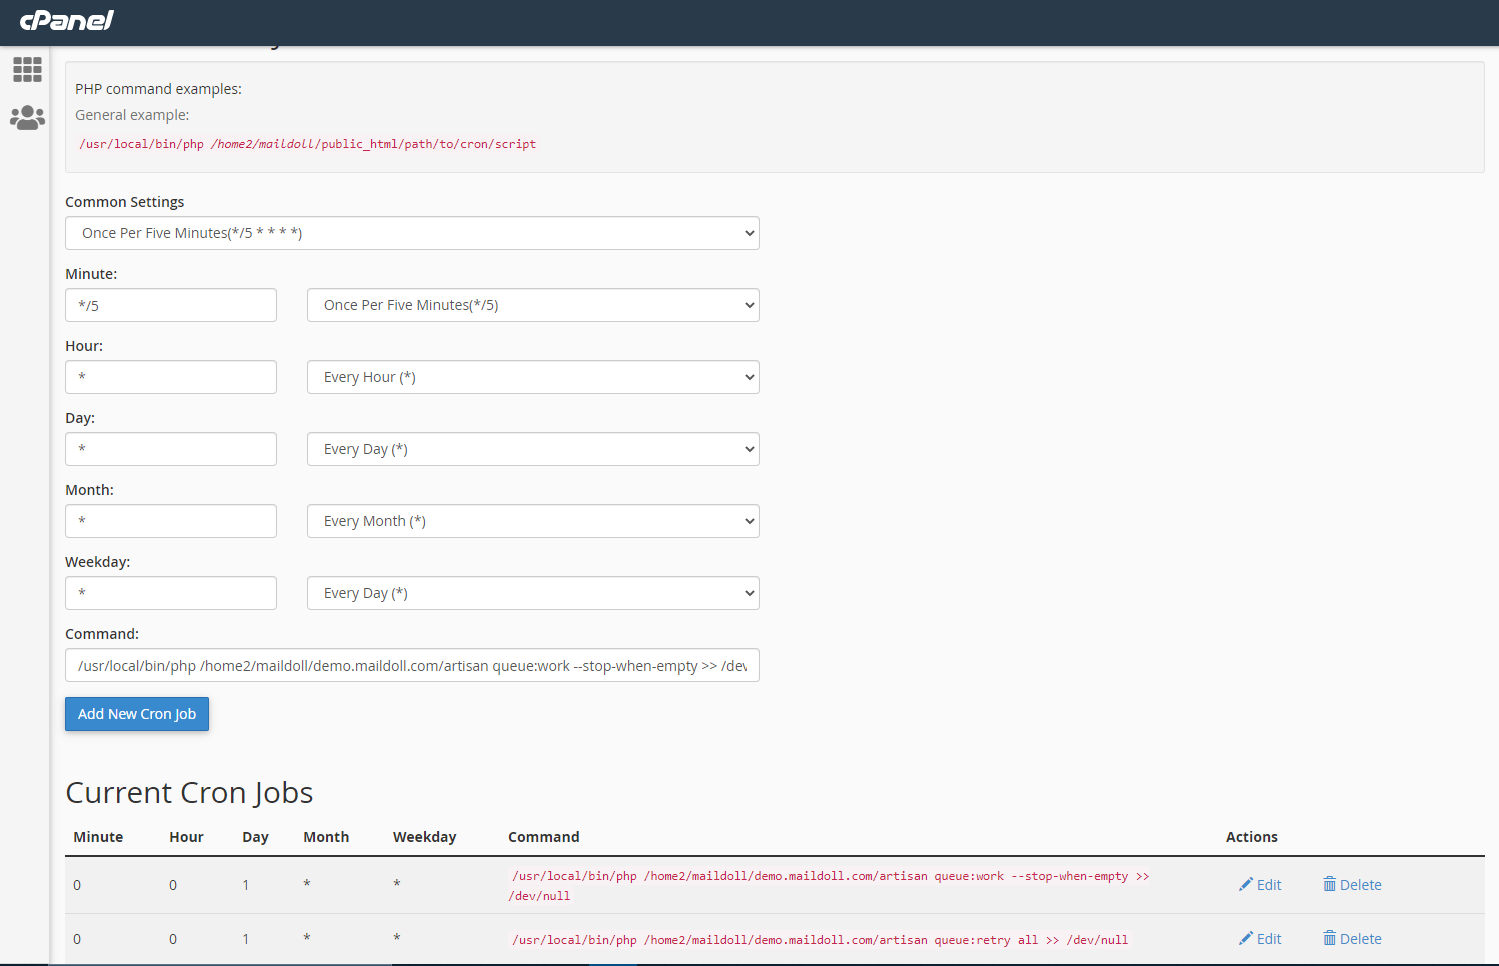 cPanel
PHP command examples:
General example:
/usr/local/bin/php /home2/maildoll/public_html/path/to/cron/script
Common Settings
Once Per Five Minutes(*/5 * * * *)
Minute:
*/5 Once Per Five Minutes(*/5)
Hour:
* Every Hour (*)
Day:
* Every Day (*)
Month:
* Every Month (*)
Weekday:
* Every Day (*)
Command:
/usr/local/bin/php /home2/maildoll/demo.maildoll.com/artisan queue:work --stop-when-empty >> /dev
Add New Cron Job
Current Cron Jobs
Minute Hour Day Month Weekday Command Actions
0 0 1 * * /usr/local/bin/php /home2/maildoll/demo.maildoll.com/artisan queue:work --stop-when-empty >> Edit Delete
/dev/null
0 0 1 * * /usr/local/bin/php /home2/maildoll/demo.maildoll.com/artisan queue:retry all >> /dev/null Edit Delete